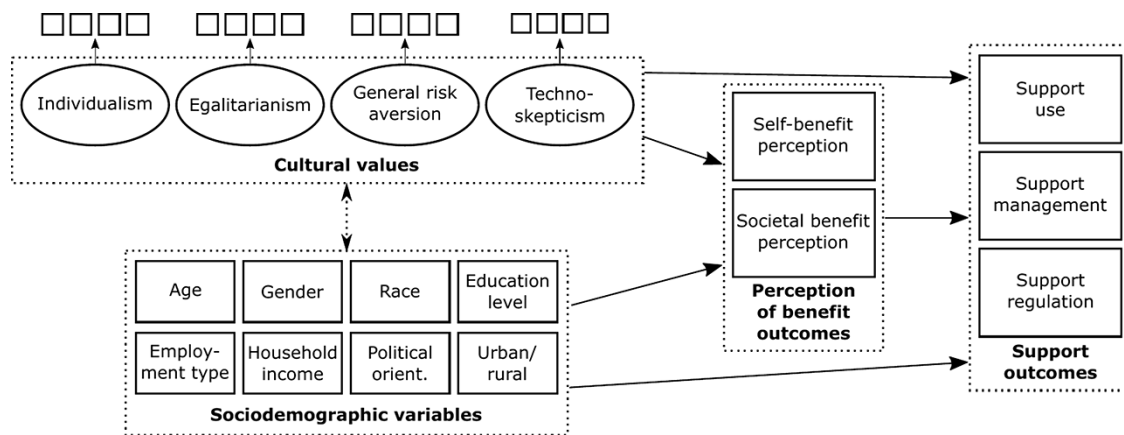 Individualism
Egalitarianism
General risk
aversion
Techno-
skepticism
Cultural values
Self-benefit
perception
Societal benefit
perception
Perception
of benefit
outcomes
Support
use
Support
management
Support
regulation
Support
outcomes
Age
Gender
Race
Education
level
Employ-
ment type
Household
income
Political
orient.
Urban/
rural
Sociodemographic variables